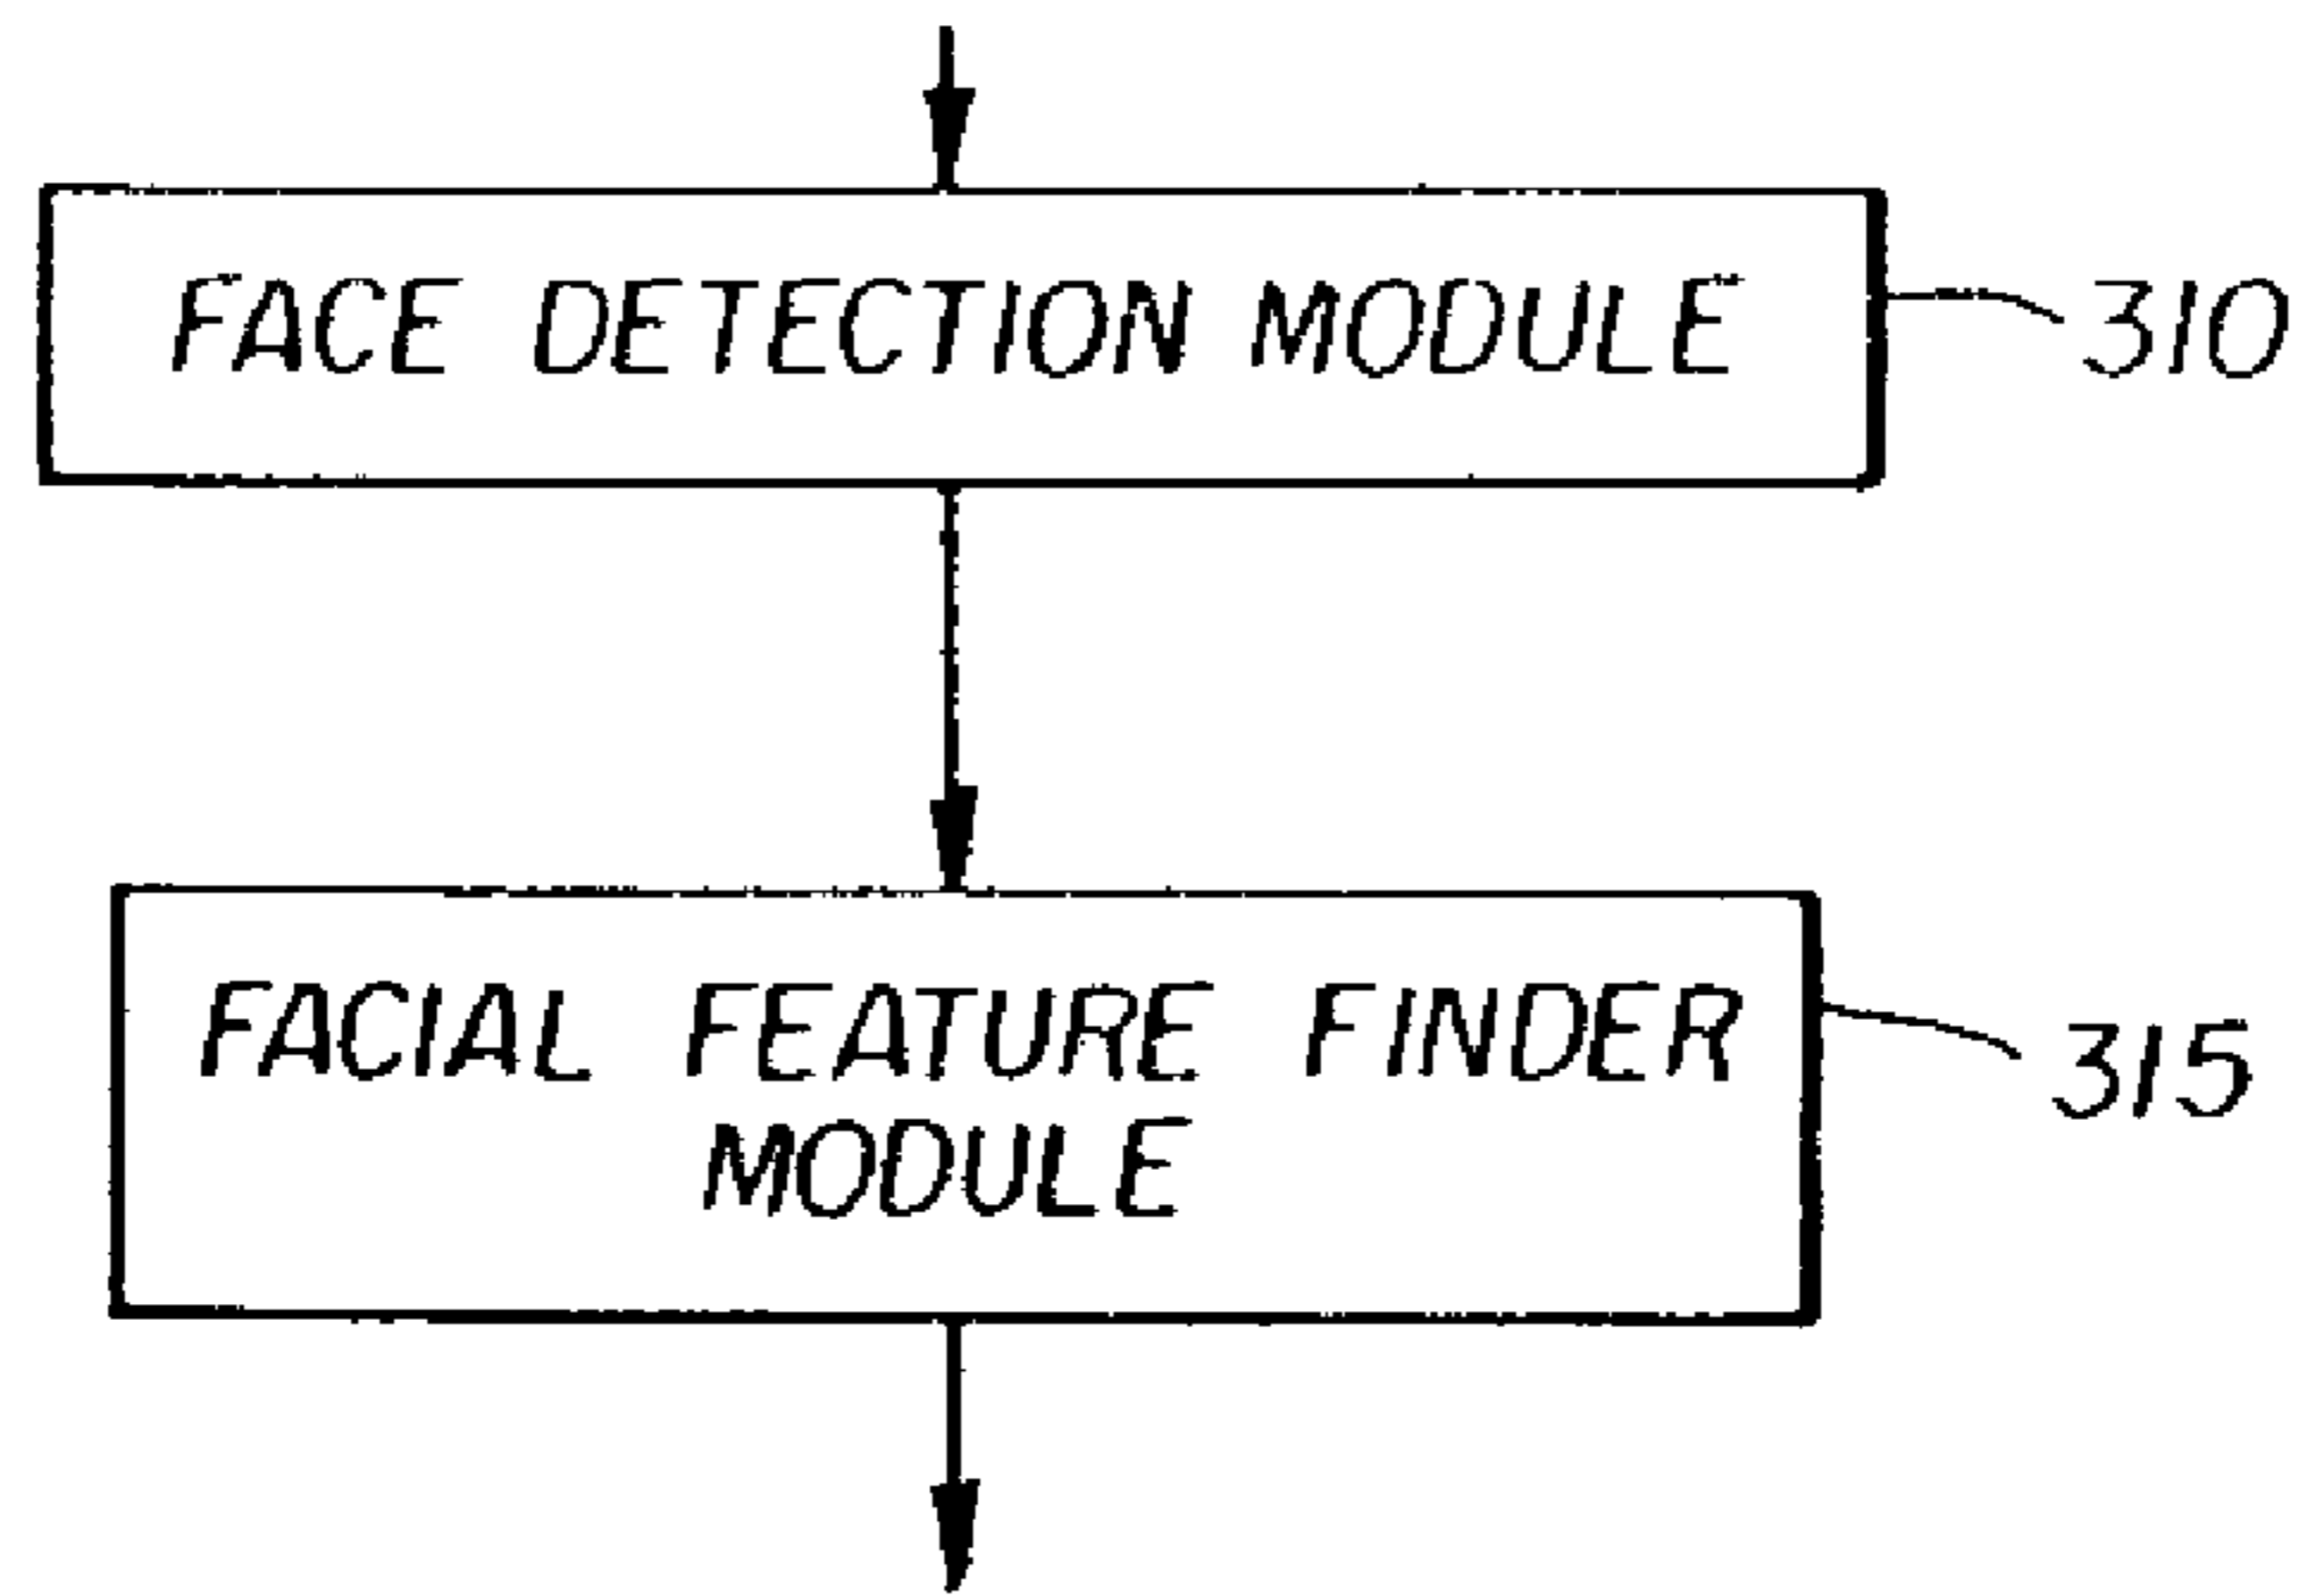 FACE DETECTION MODULE
310
FACIAL FEATURE FINDER
MODULE
315